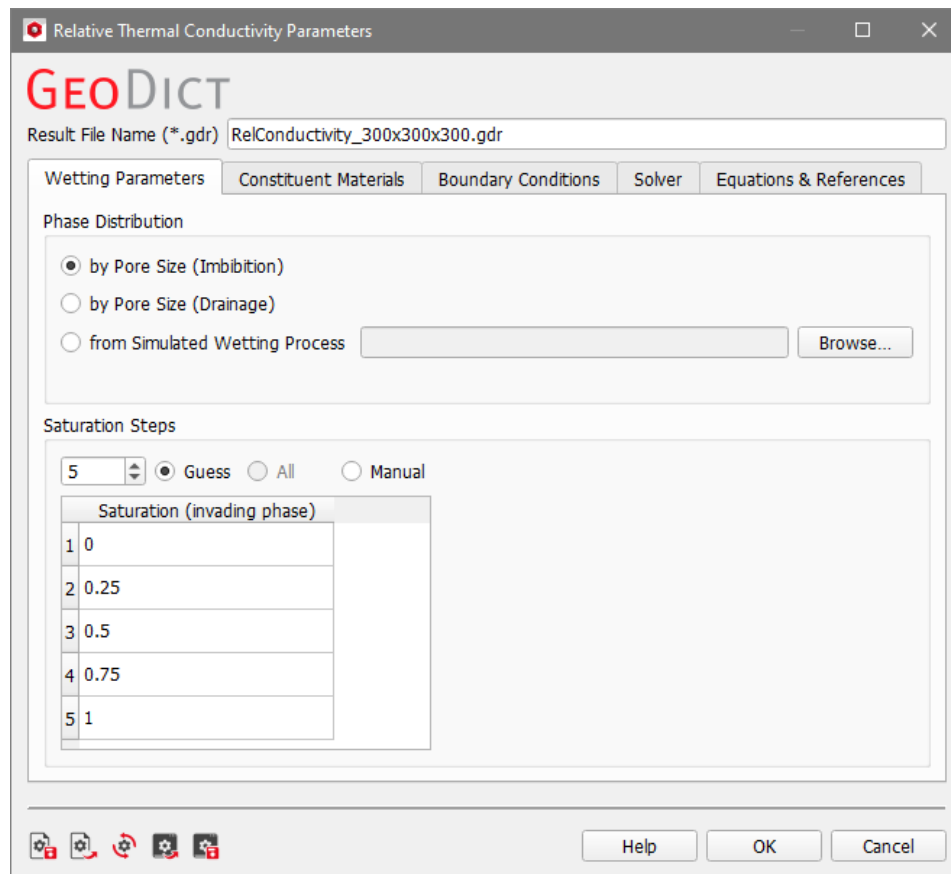 Relative Thermal Conductivity Parameters
GEODICT
Result File Name (*.gdr) RelConductivity_300x300x300.gdr
Wetting Parameters Constituent Materials Boundary Conditions Solver Equations & References
Phase Distribution
by Pore Size (Imbibition)
by Pore Size (Drainage)
from Simulated Wetting Process Browse...
Saturation Steps
5 Guess All Manual
Saturation (invading phase)
1 0
2 0.25
3 0.5
4 0.75
5 1
Help OK Cancel